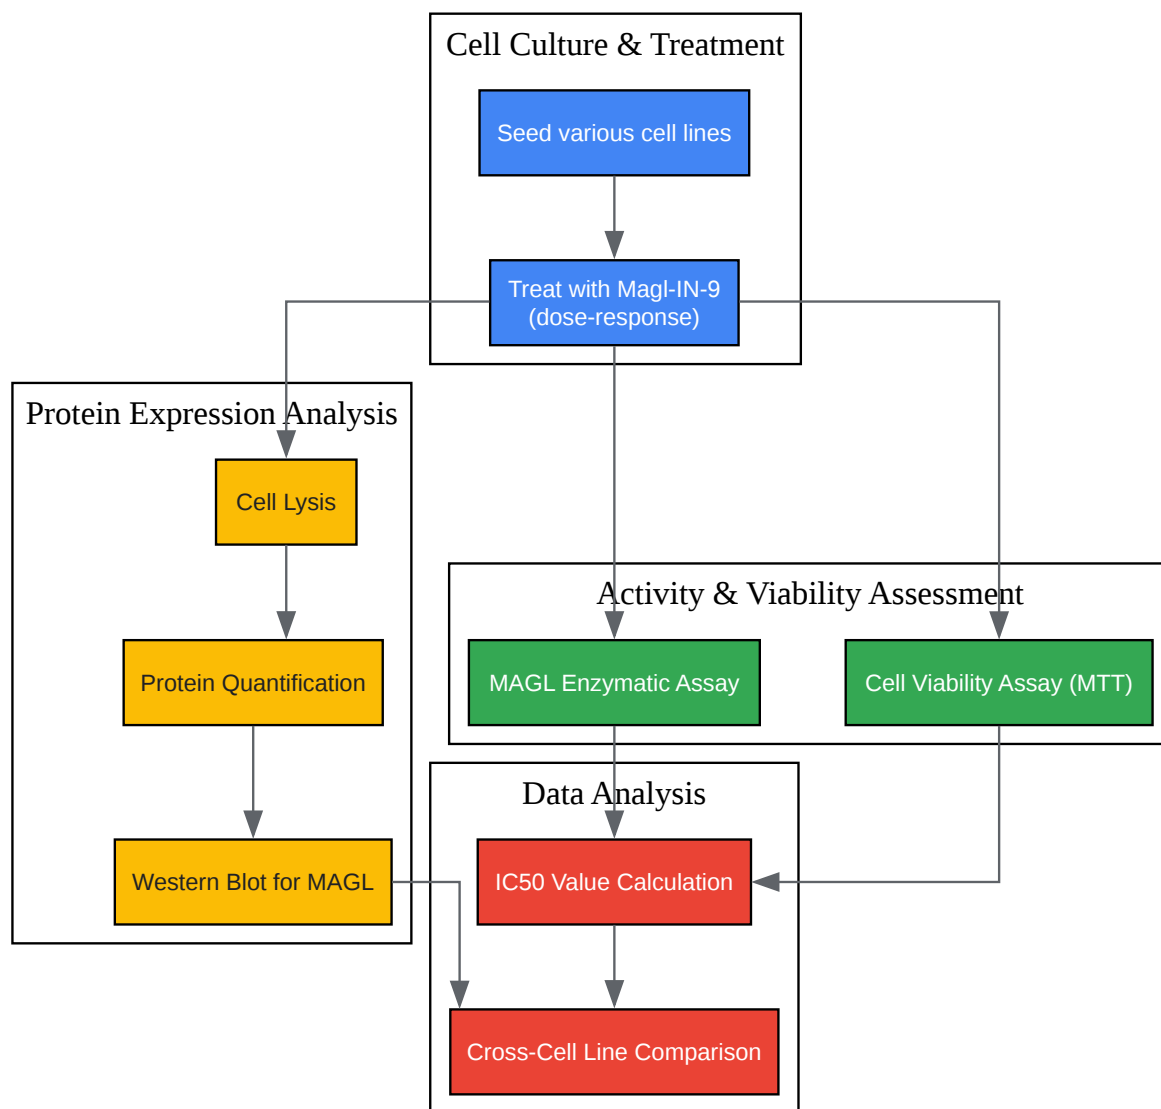 Cell Culture & Treatment
Seed various cell lines
Treat with Magl-IN-9
(dose-response)
Protein Expression Analysis
Cell Lysis
Protein Quantification
Western Blot for MAGL
Activity & Viability Assessment
MAGL Enzymatic Assay
Cell Viability Assay (MTT)
Data Analysis
IC50 Value Calculation
Cross-Cell Line Comparison